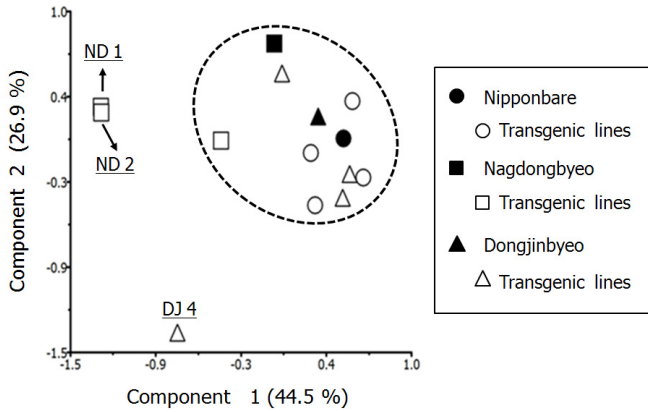 1.0
ND 1
0.4
ND 2
-0.3
-0.9
DJ 4
-1.5
-1.5
-0.9
-0.3
0.4
1.0
Component 2 (26.9 %)
Component 1 (44.5 %)
Nipponbare
Transgenic lines
Nagdongbyeo
Transgenic lines
Dongjinbyeo
Transgenic lines